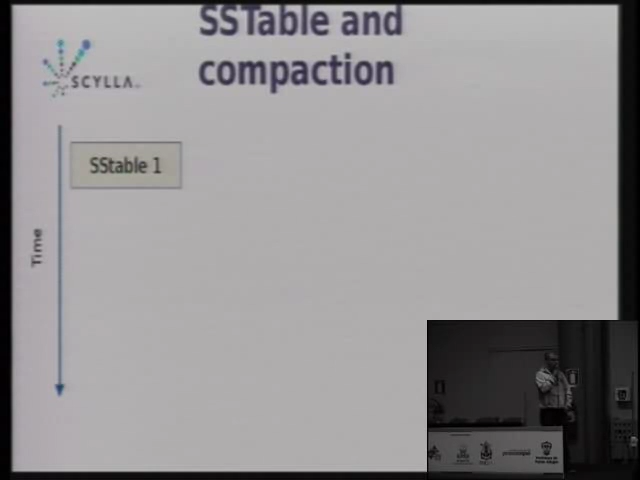 SSTable and
compaction
SCYLLA
SStable 1
Time